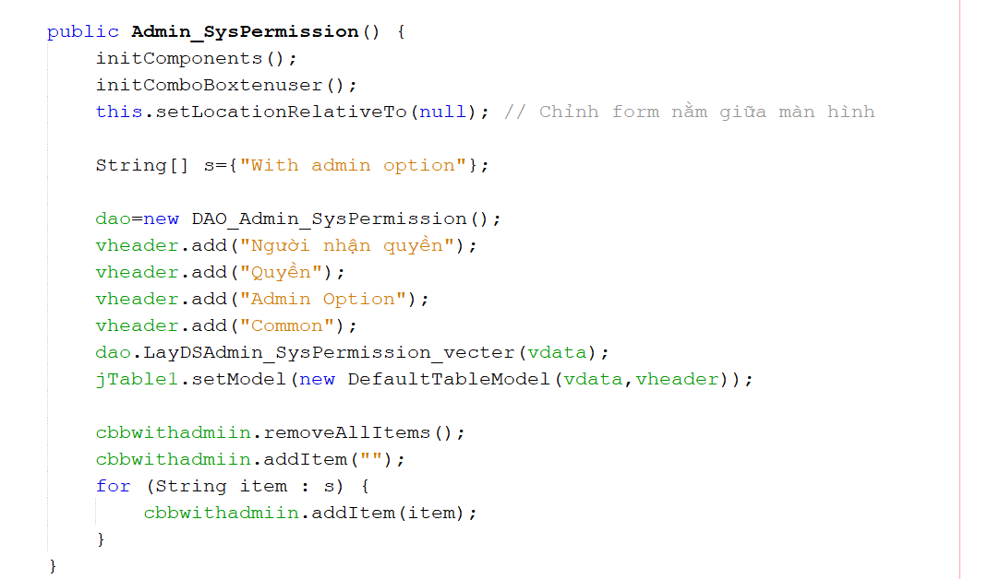 public Admin_SysPermission() {
initComponents();
initComboBoxtenuser();
this.setLocationRelativeTo(null); // Chỉnh form nằm giữa màn hình
String[] s={"With admin option"};
dao=new DAO_Admin_SysPermission();
vheader.add("Người nhận quyền");
vheader.add("Quyền");
vheader.add("Admin Option");
vheader.add("Common");
dao.LayDSAdmin_SysPermission_vecter(vdata);
jTable1.setModel(new DefaultTableModel(vdata,vheader));
cbbwithadmiin.removeAllItems();
cbbwithadmiin.addItem("");
for (String item : s) {
cbbwithadmiin.addItem(item);
}
}